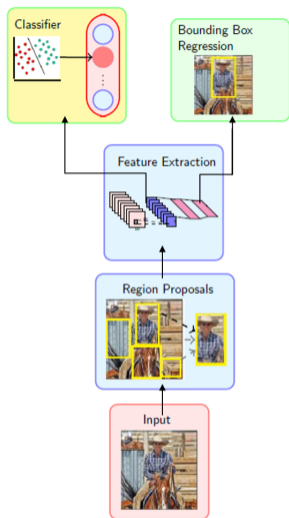 Classifier
Bounding Box
Regression
Feature Extraction
Region Proposals
Input